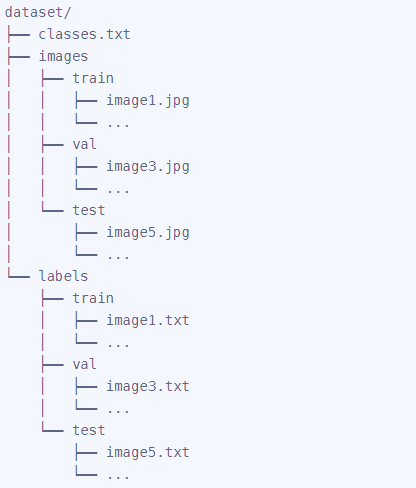 dataset/
├── classes.txt
├── images
│   ├── train
│   │   ├── image1.jpg
│   │   └── ...
│   ├── val
│   │   ├── image3.jpg
│   │   └── ...
│   └── test
│       ├── image5.jpg
│       └── ...
└── labels
    ├── train
    │   ├── image1.txt
    │   └── ...
    ├── val
    │   ├── image3.txt
    │   └── ...
    └── test
        ├── image5.txt
        └── ...